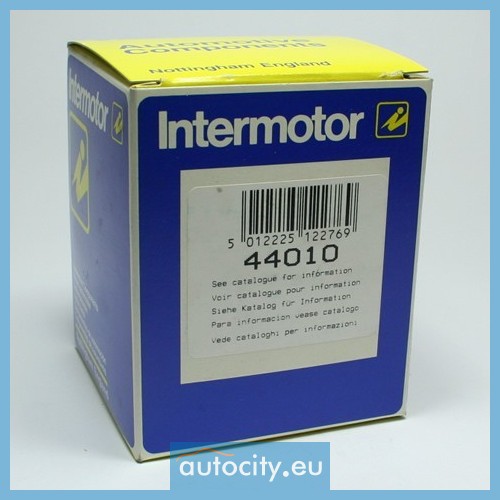 Automotive
Components
Nottingham England
Intermotor
5 012225 122769
44010
See catalogue for information
Voir catalogue pour information
Siehe Katalog für Information
Para informacion vease catalogo
Vede cataloghi per informazioni
autocity.eu